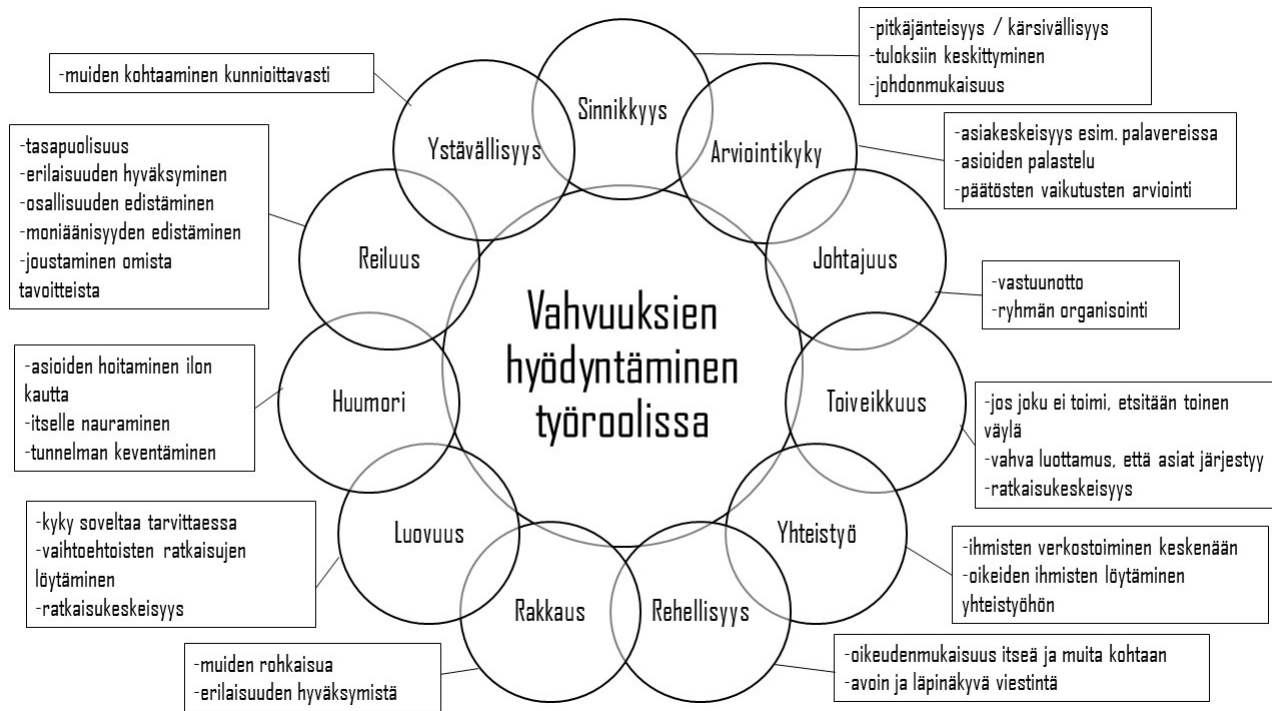 Vahvuuksien
hyödyntäminen
työroolissa
Sinnikkyys
-pitkäjänteisyys / kärsivällisyys
-tuloksiin keskittyminen
-johdonmukaisuus
Arviointikyky
-asiakeskeisyys esim. palavereissa
-asioiden palastelu
-päätösten vaikutusten arviointi
Johtajuus
-vastuunotto
-ryhmän organisointi
Toiveikkuus
-jos joku ei toimi, etsitään toinen
väylä
-vahva luottamus, että asiat järjestyy
-ratkaisukeskeisyys
Yhteistyö
-ihmisten verkostoiminen keskenään
-oikeiden ihmisten löytäminen
yhteistyöhön
Rehellisyys
-oikeudenmukaisuus itseä ja muita kohtaan
-avoin ja läpinäkyvä viestintä
Rakkaus
-muiden rohkaisua
-erilaisuuden hyväksymistä
Luovuus
-kyky soveltaa tarvittaessa
-vaihtoehtoisten ratkaisujen
löytäminen
-ratkaisukeskeisyys
Huumori
-asioiden hoitaminen ilon
kautta
-itselle nauraminen
-tunnelman keventäminen
Reiluus
-tasapuolisuus
-erilaisuuden hyväksyminen
-osallisuuden edistäminen
-moniäänisyyden edistäminen
-joustaminen omista
tavoitteista
Ystävällisyys
-muiden kohtaaminen kunnioittavasti